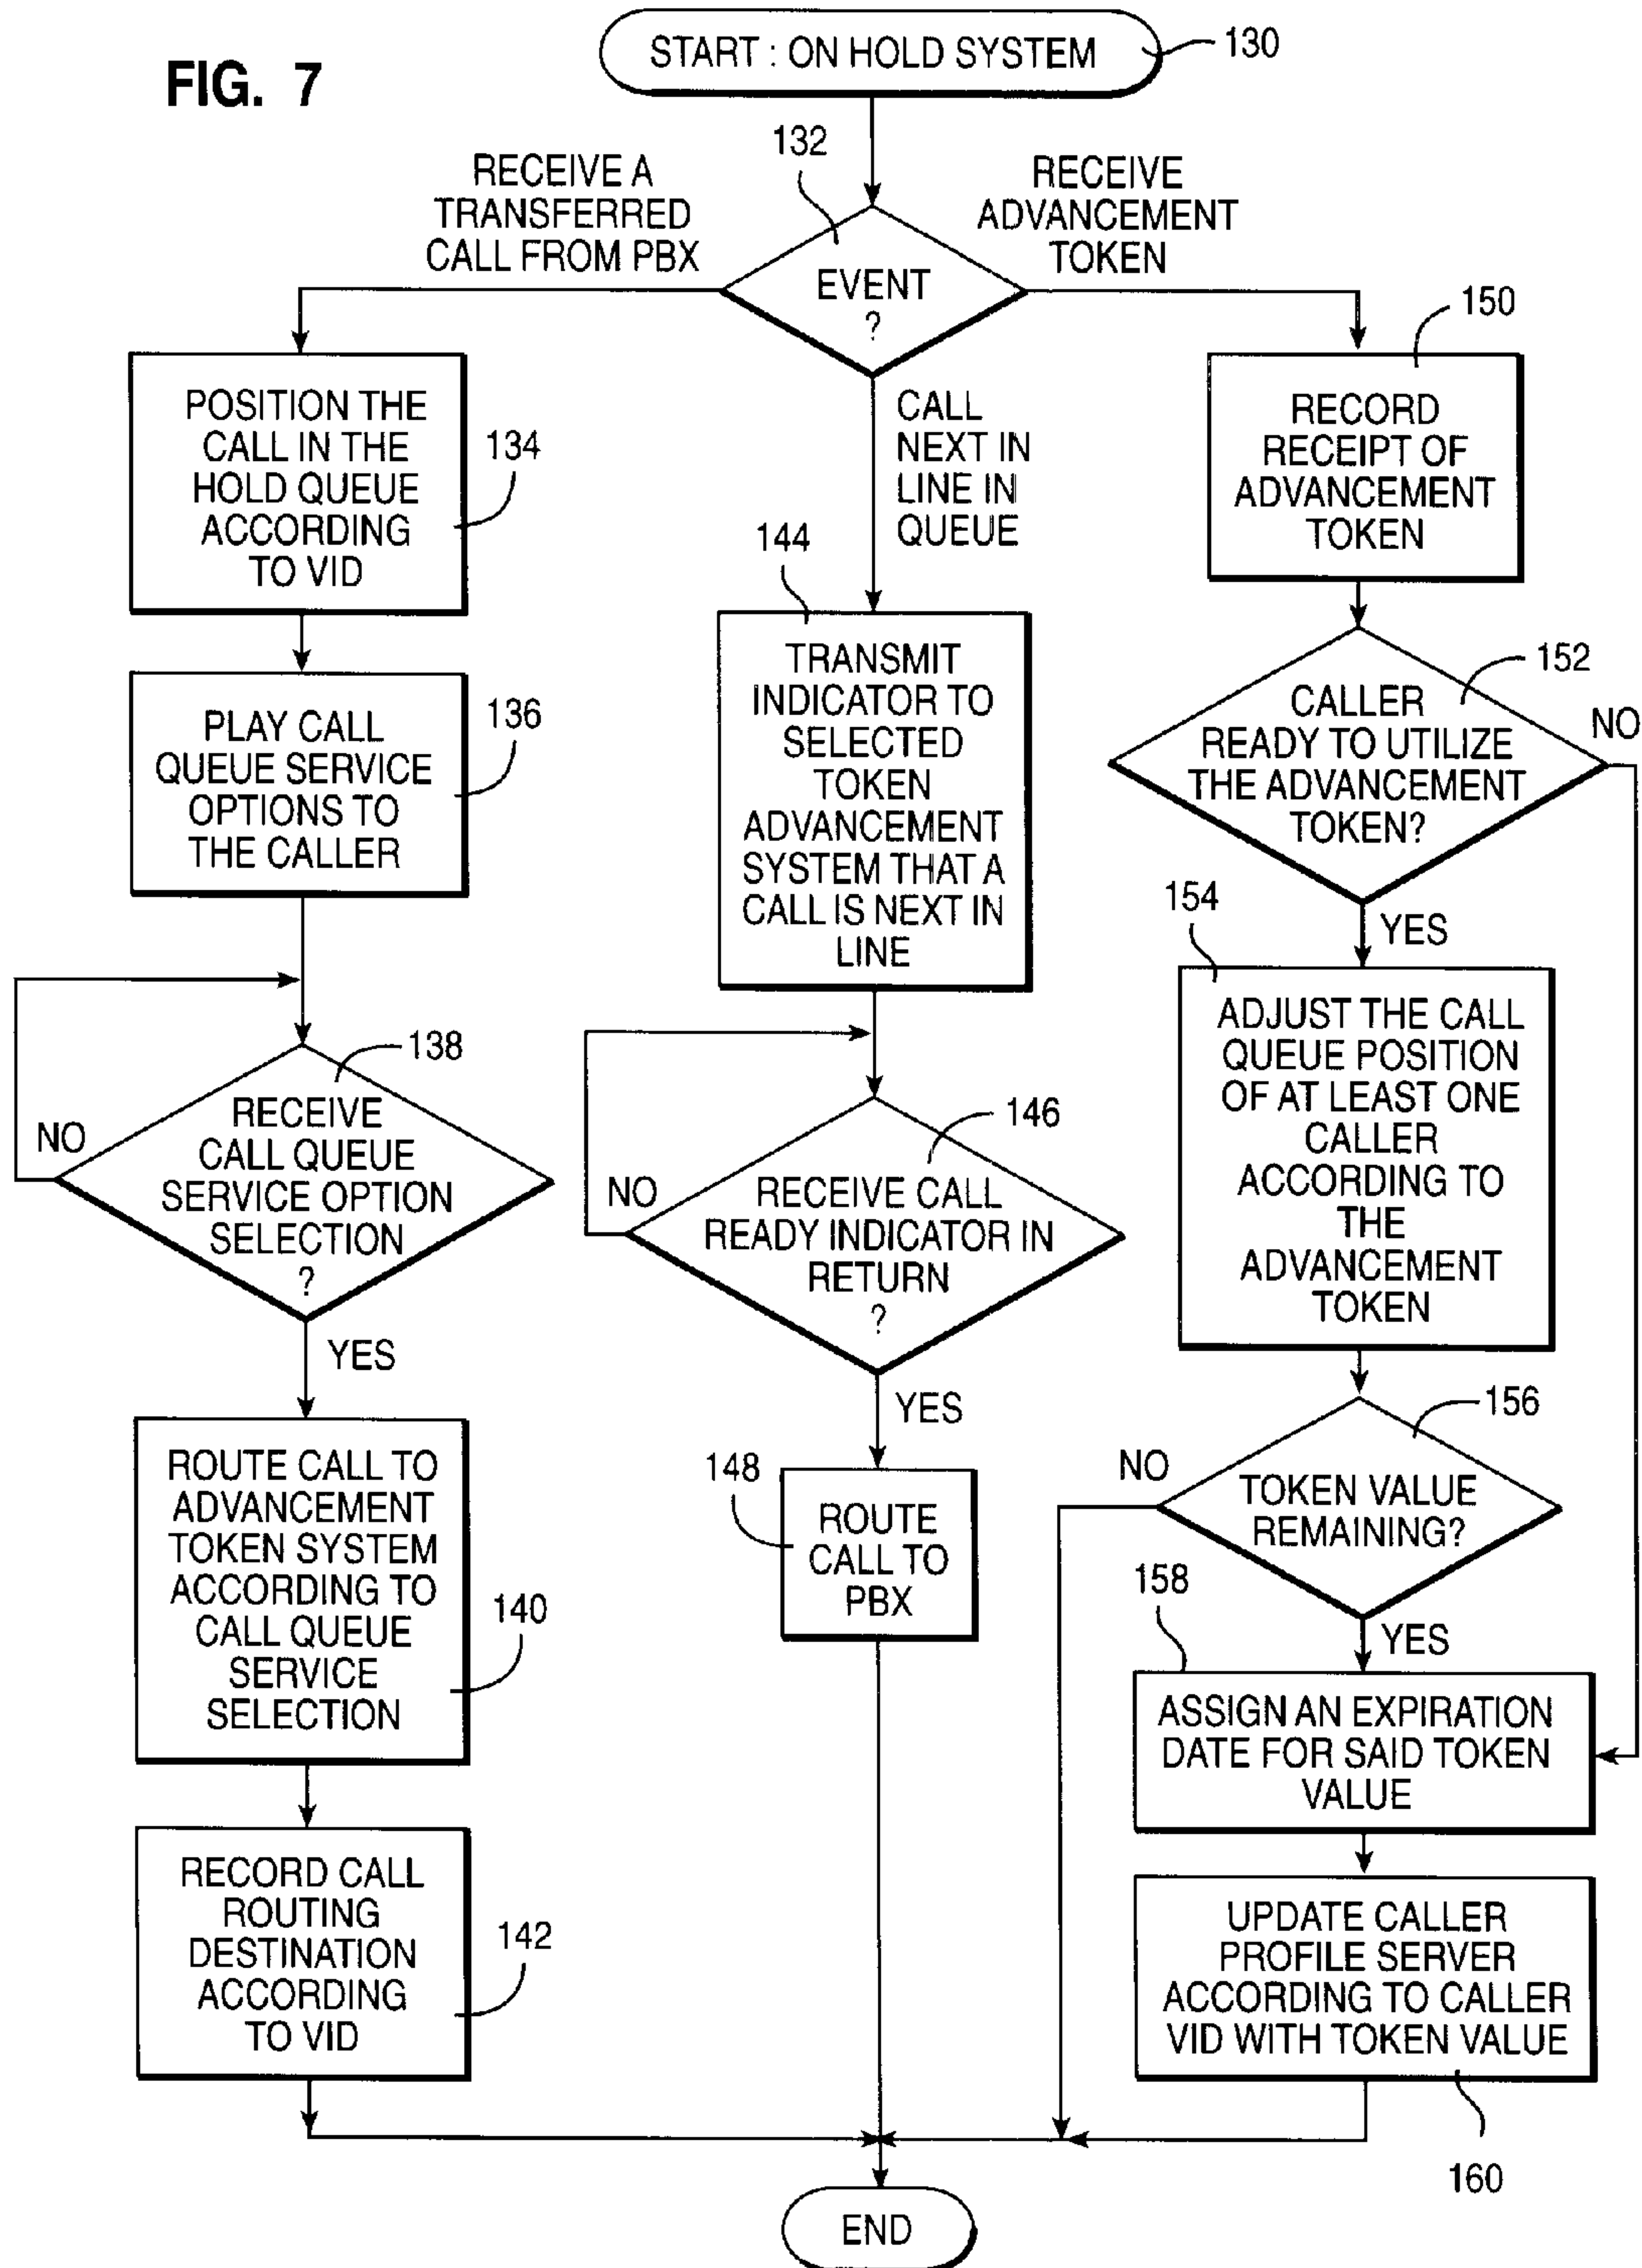 FIG. 7
START : ON HOLD SYSTEM
130
132
RECEIVE A
TRANSFERRED
CALL FROM PBX
RECEIVE
ADVANCEMENT
TOKEN
EVENT
?
POSITION THE
CALL IN THE
HOLD QUEUE
ACCORDING
TO VID
134
PLAY CALL
QUEUE SERVICE
OPTIONS TO
THE CALLER
136
138
RECEIVE
CALL QUEUE
SERVICE OPTION
SELECTION
?
NO
YES
ROUTE CALL TO
ADVANCEMENT
TOKEN SYSTEM
ACCORDING TO
CALL QUEUE
SERVICE
SELECTION
140
RECORD CALL
ROUTING
DESTINATION
ACCORDING
TO VID
142
CALL
NEXT IN
LINE IN
QUEUE
144
TRANSMIT
INDICATOR TO
SELECTED
TOKEN
ADVANCEMENT
SYSTEM THAT A
CALL IS NEXT IN
LINE
146
NO
RECEIVE CALL
READY INDICATOR IN
RETURN
?
YES
148
ROUTE
CALL TO
PBX
150
RECORD
RECEIPT OF
ADVANCEMENT
TOKEN
152
CALLER
READY TO UTILIZE
THE ADVANCEMENT
TOKEN?
NO
YES
154
ADJUST THE CALL
QUEUE POSITION
OF AT LEAST ONE
CALLER
ACCORDING TO
THE
ADVANCEMENT
TOKEN
156
NO
TOKEN VALUE
REMAINING?
YES
158
ASSIGN AN EXPIRATION
DATE FOR SAID TOKEN
VALUE
UPDATE CALLER
PROFILE SERVER
ACCORDING TO CALLER
VID WITH TOKEN VALUE
160
END